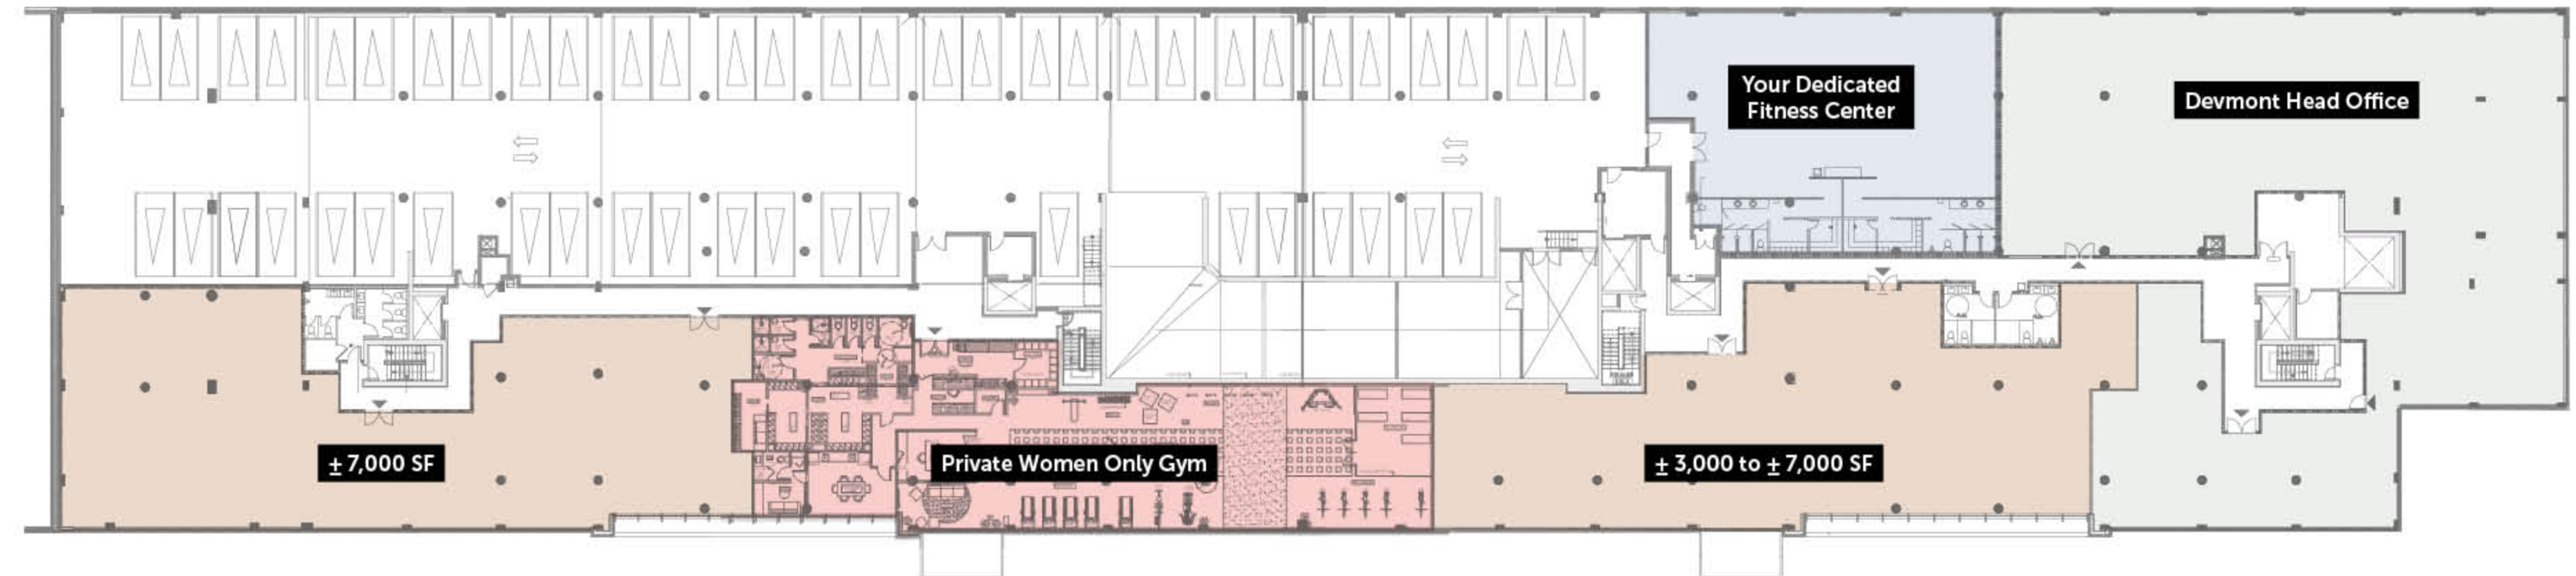 Your Dedicated
Fitness Center
Devmont Head Office
± 7,000 SF
Private Women Only Gym
± 3,000 to ± 7,000 SF